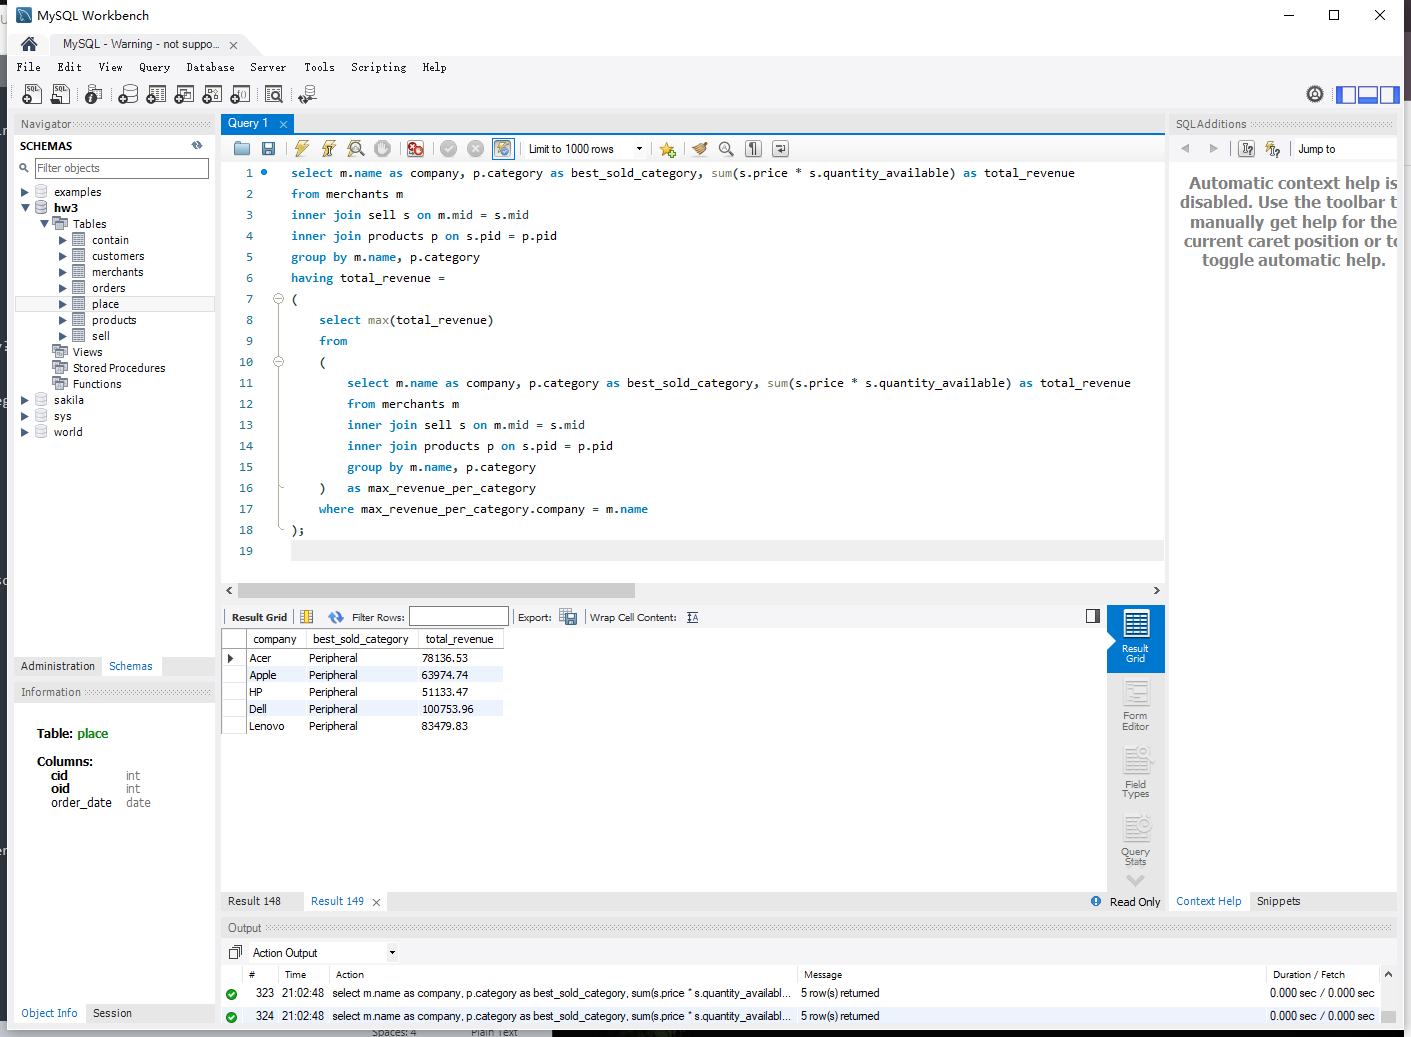 MySQL Workbench
MySQL - Warning - not suppo...
File Edit View Query Database Server Tools Scripting Help
Navigator
SCHEMAS
Filter objects
examples
hw3
Tables
contain
customers
merchants
orders
place
products
sell
Views
Stored Procedures
Functions
sakila
sys
world
Administration Schemas
Information
Table: place
Columns:
cid int
oid int
order_date date
Object Info Session
Query 1
Limit to 1000 rows
1 select m.name as company, p.category as best_sold_category, sum(s.price * s.quantity_available) as total_revenue
2 from merchants m
3 inner join sell s on m.mid = s.mid
4 inner join products p on s.pid = p.pid
5 group by m.name, p.category
6 having total_revenue =
7 (
8 select max(total_revenue)
9 from
10 (
11 select m.name as company, p.category as best_sold_category, sum(s.price * s.quantity_available) as total_revenue
12 from merchants m
13 inner join sell s on m.mid = s.mid
14 inner join products p on s.pid = p.pid
15 group by m.name, p.category
16 ) as max_revenue_per_category
17 where max_revenue_per_category.company = m.name
18 );
19
Result Grid Filter Rows: Export: Wrap Cell Content:
company best_sold_category total_revenue
Acer Peripheral 78136.53
Apple Peripheral 63974.74
HP Peripheral 51133.47
Dell Peripheral 100753.96
Lenovo Peripheral 83479.83
Result
Grid
Form
Editor
Field
Types
Query
Stats
Result 148 Result 149
Read Only
SQLAdditions
Jump to
Automatic context help is
disabled. Use the toolbar t
manually get help for the
current caret position or to
toggle automatic help.
Context Help Snippets
Output
Action Output
# Time Action Message Duration / Fetch
323 21:02:48 select m.name as company, p.category as best_sold_category, sum(s.price * s.quantity_availabl... 5 row(s) returned 0.000 sec / 0.000 sec
324 21:02:48 select m.name as company, p.category as best_sold_category, sum(s.price * s.quantity_availabl... 5 row(s) returned 0.000 sec / 0.000 sec
Spaces: 4 Plain Text